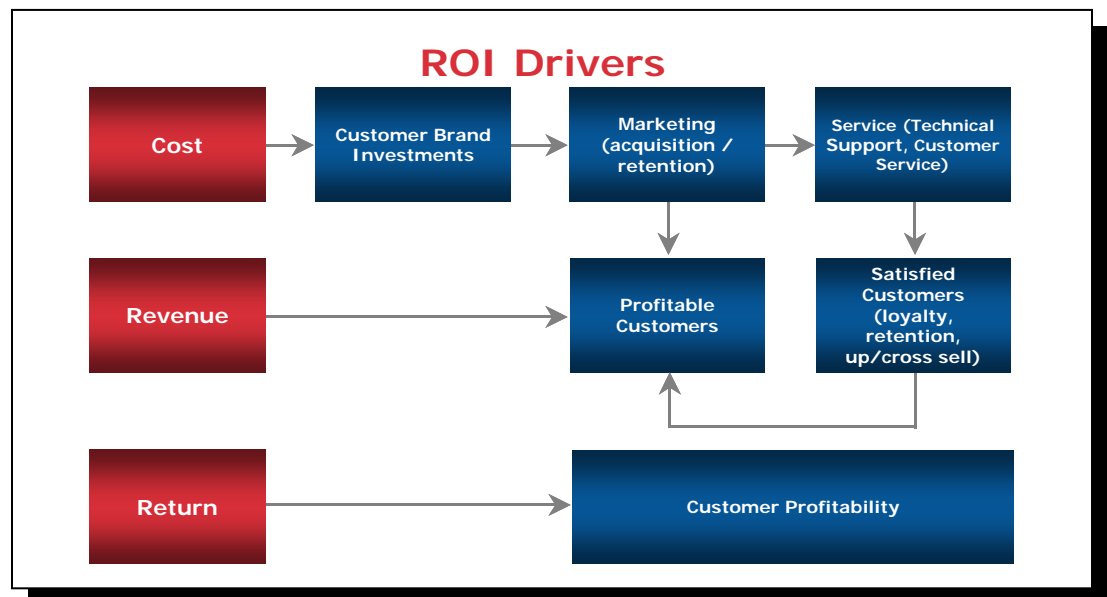 ROI Drivers
Cost
Customer Brand
Investments
Marketing
(acquisition /
retention)
Service (Technical
Support, Customer
Service)
Revenue
Profitable
Customers
Satisfied
Customers
(loyalty,
retention,
up/cross sell)
Return
Customer Profitability